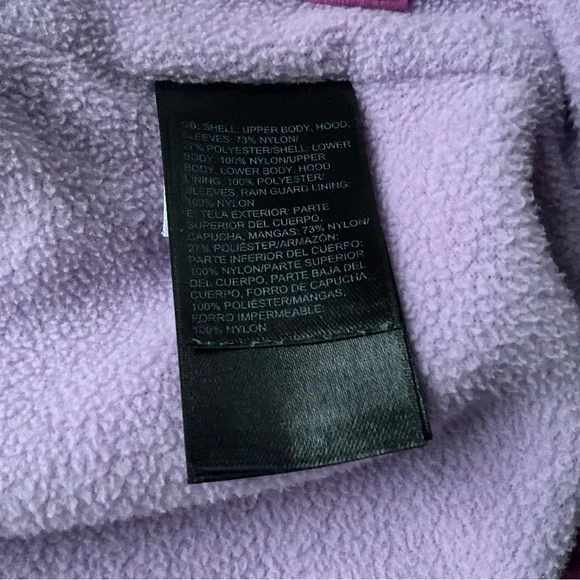 GB: SHELL: UPPER BODY, HOOD,
SLEEVES: 73% NYLON/
27% POLYESTER/SHELL: LOWER
BODY: 100% NYLON/UPPER
BODY, LOWER BODY, HOOD
LINING: 100% POLYESTER/
SLEEVES, RAIN GUARD LINING:
100% NYLON
E: TELA EXTERIOR: PARTE
SUPERIOR DEL CUERPO,
CAPUCHA, MANGAS: 73% NYLON/
27% POLIÉSTER/ARMAZÓN:
PARTE INFERIOR DEL CUERPO:
100% NYLON/PARTE SUPERIOR
DEL CUERPO, PARTE BAJA DEL
CUERPO, FORRO DE CAPUCHA:
100% POLIÉSTER/MANGAS,
FORRO IMPERMEABLE:
100% NYLON